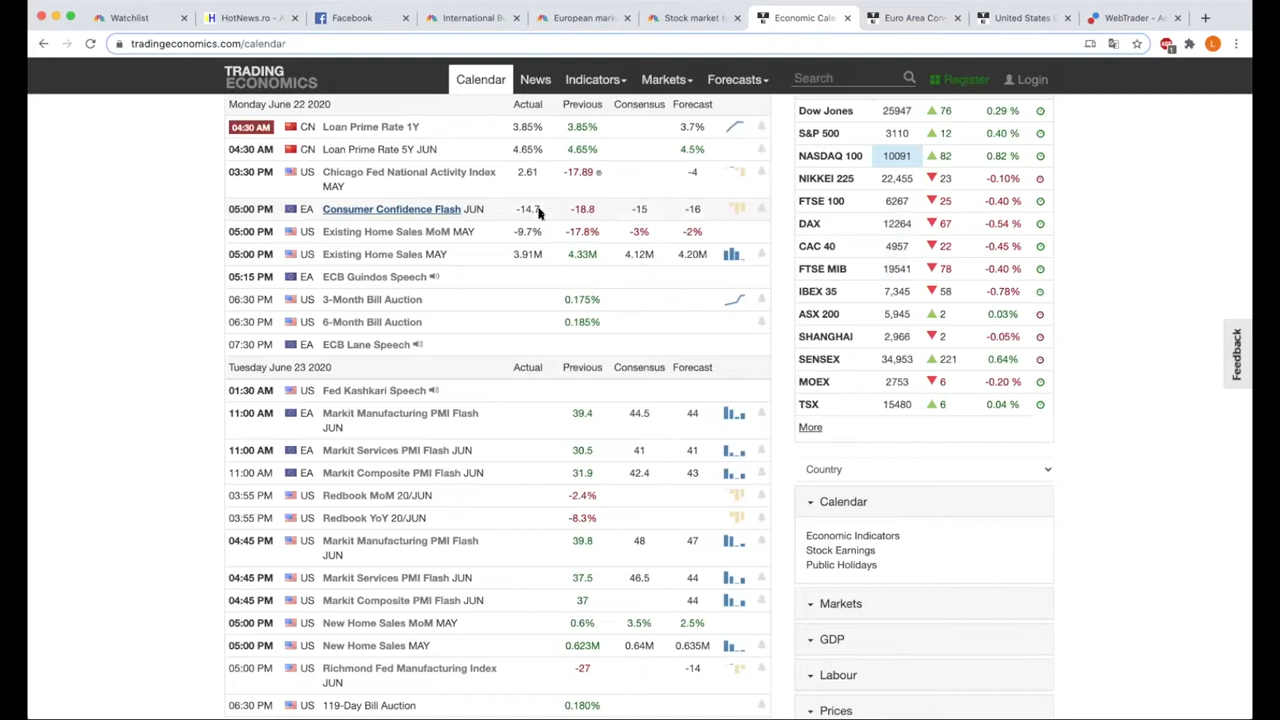 Watchlist
HotNews.ro - A
Facebook
International B
European mark
Stock market t
Economic Cale
Euro Area Con
United States C
WebTrader - A
tradingeconomics.com/calendar
TRADING
ECONOMICS
Calendar News Indicators Markets Forecasts Search Register Login
Monday June 22 2020 Actual Previous Consensus Forecast
04:30 AM CN Loan Prime Rate 1Y 3.85% 3.85% 3.7%
04:30 AM CN Loan Prime Rate 5Y JUN 4.65% 4.65% 4.5%
03:30 PM US Chicago Fed National Activity Index 2.61 -17.89 ® -4
MAY
05:00 PM EA Consumer Confidence Flash JUN -14.7 -18.8 -15 -16
05:00 PM US Existing Home Sales MoM MAY -9.7% -17.8% -3% -2%
05:00 PM US Existing Home Sales MAY 3.91M 4.33M 4.12M 4.20M
05:15 PM EA ECB Guindos Speech
06:30 PM US 3-Month Bill Auction 0.175%
06:30 PM US 6-Month Bill Auction 0.185%
07:30 PM EA ECB Lane Speech
Tuesday June 23 2020 Actual Previous Consensus Forecast
01:30 AM US Fed Kashkari Speech
11:00 AM EA Markit Manufacturing PMI Flash 39.4 44.5 44
JUN
11:00 AM EA Markit Services PMI Flash JUN 30.5 41 41
11:00 AM EA Markit Composite PMI Flash JUN 31.9 42.4 43
03:55 PM US Redbook MoM 20/JUN -2.4%
03:55 PM US Redbook YoY 20/JUN -8.3%
04:45 PM US Markit Manufacturing PMI Flash 39.8 48 47
JUN
04:45 PM US Markit Services PMI Flash JUN 37.5 46.5 44
04:45 PM US Markit Composite PMI Flash JUN 37 44
05:00 PM US New Home Sales MoM MAY 0.6% 3.5% 2.5%
05:00 PM US New Home Sales MAY 0.623M 0.64M 0.635M
05:00 PM US Richmond Fed Manufacturing Index -27 -14
JUN
06:30 PM US 119-Day Bill Auction 0.180%
Dow Jones 25947 76 0.29 %
S&P 500 3110 12 0.40 %
NASDAQ 100 10091 82 0.82 %
NIKKEI 225 22,455 23 -0.10%
FTSE 100 6267 25 -0.40 %
DAX 12264 67 -0.54 %
CAC 40 4957 22 -0.45 %
FTSE MIB 19541 78 -0.40 %
IBEX 35 7,345 58 -0.78%
ASX 200 5,945 2 0.03%
SHANGHAI 2,966 2 -0.05%
SENSEX 34,953 221 0.64%
MOEX 2753 6 -0.20 %
TSX 15480 6 0.04 %
More
Country
Calendar
Economic Indicators
Stock Earnings
Public Holidays
Markets
GDP
Labour
Prices
Feedback